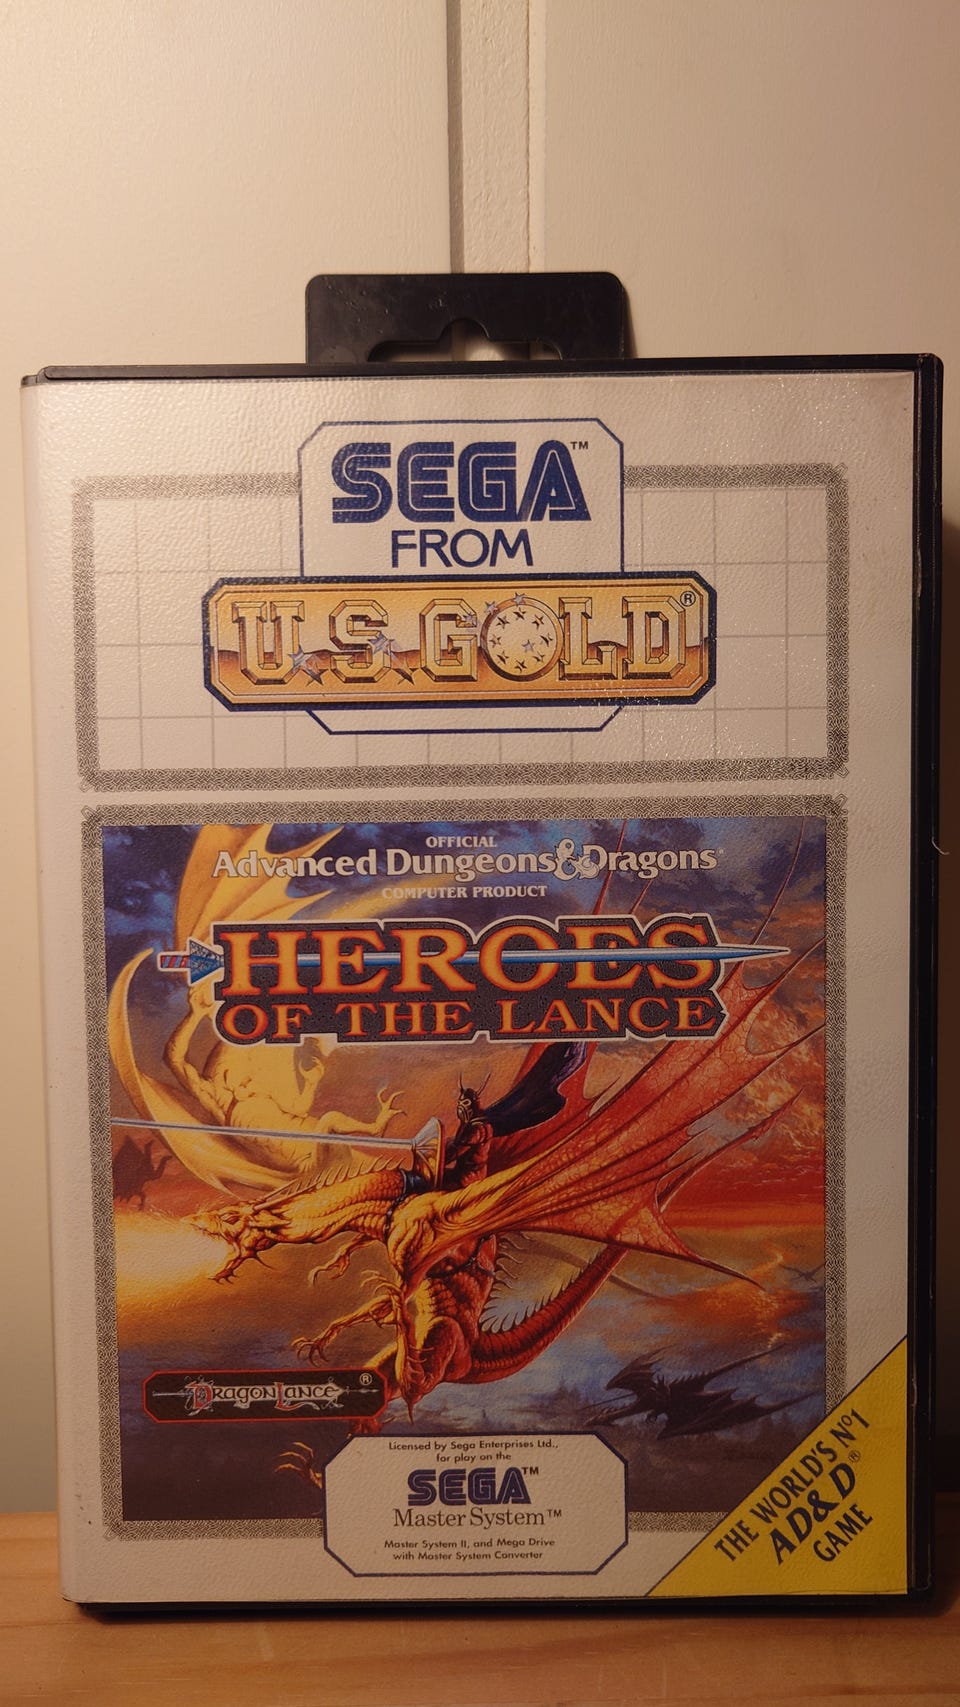 SEGA™
FROM
U.S. GOLD®
OFFICIAL
Advanced Dungeons & Dragons®
COMPUTER PRODUCT
HEROES
OF THE LANCE
DRAGONLANCE®
Licensed by Sega Enterprises Ltd.,
for play on the
SEGA™
Master System™
Master System II, and Mega Drive
with Master System Converter
THE WORLD'S Nº1
AD&D®
GAME